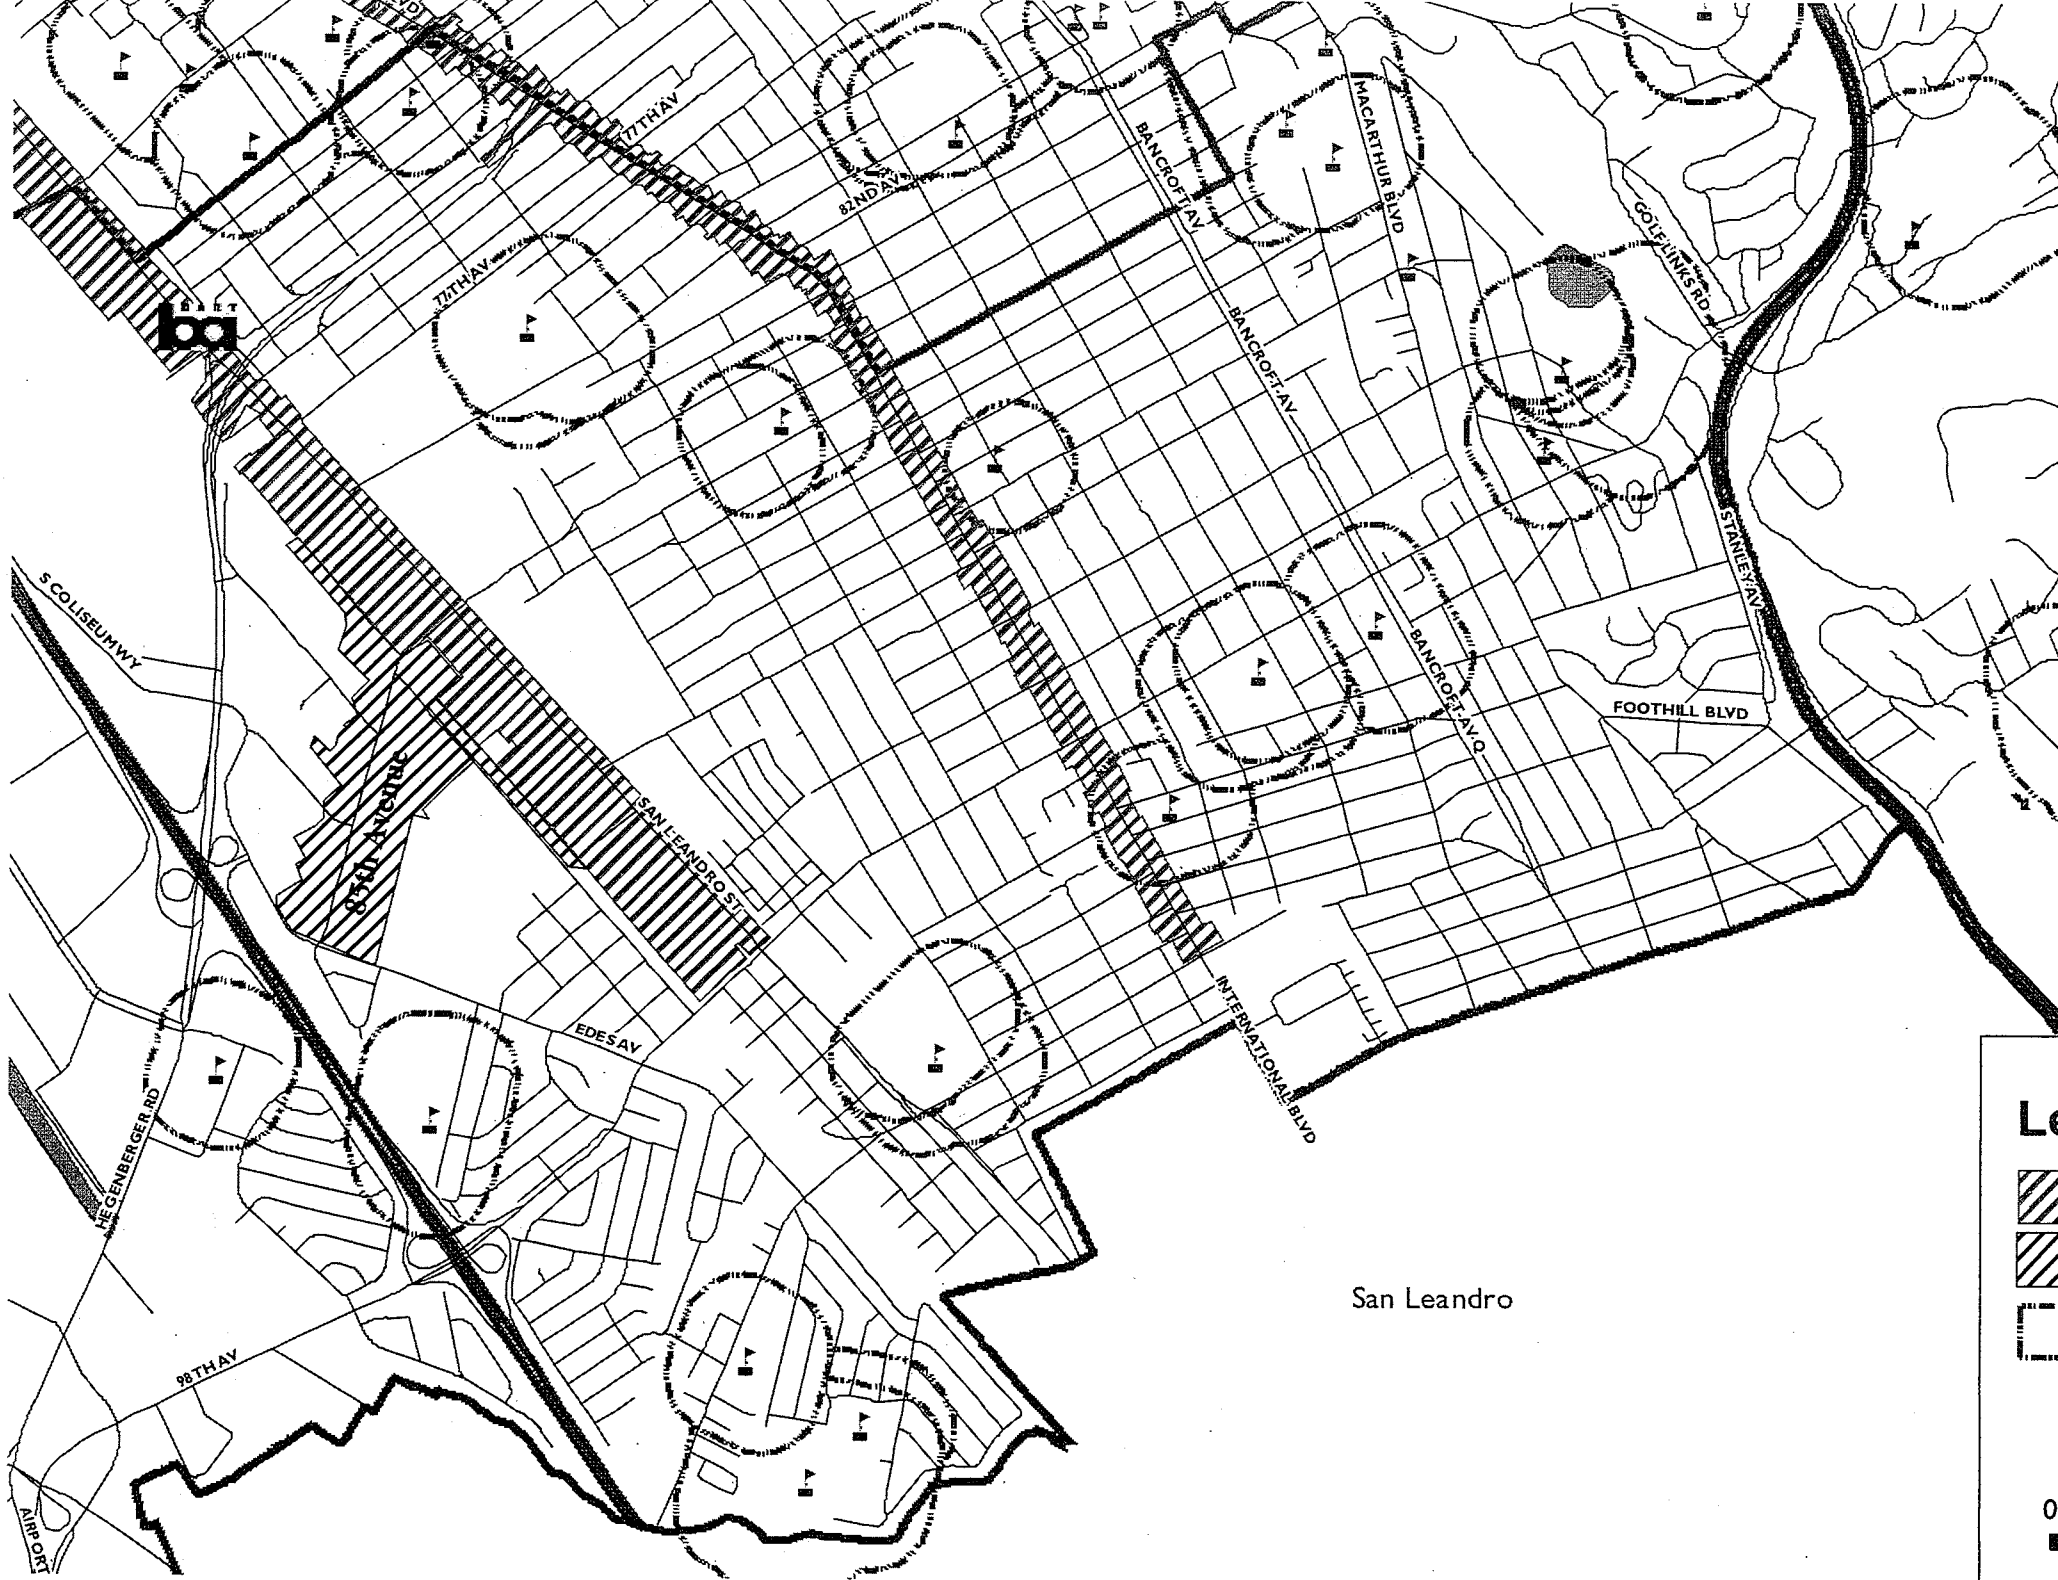 77TH AV
82ND AV
BANCROFT AV
MACARTHUR BLVD
GOLF LINKS RD
77TH AV
BART
ba
BANCROFT AV
STANLEY AV
S COLISEUM WY
BANCROFT AV
FOOTHILL BLVD
85th Avenue
SAN LEANDRO ST
INTERNATIONAL BLVD
EDES AV
HEGENBERGER RD
San Leandro
98TH AV
AIRPORT
0